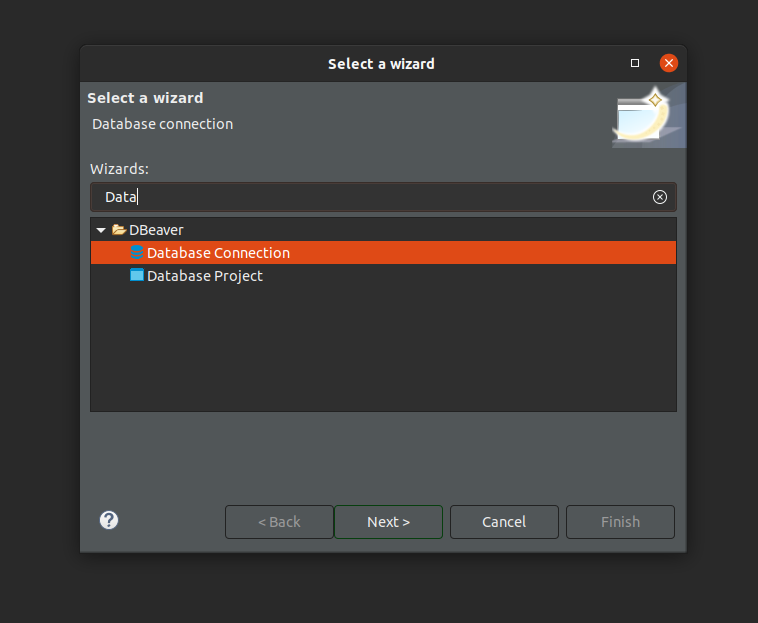 Select a wizard
Select a wizard
Database connection
Wizards:
Data
DBeaver
Database Connection
Database Project
?
< Back Next > Cancel Finish